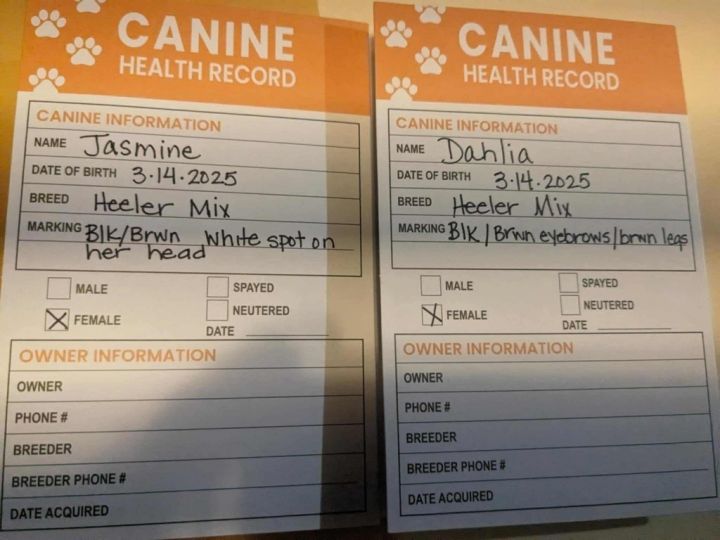 CANINE
HEALTH RECORD
CANINE INFORMATION
NAME Jasmine
DATE OF BIRTH 3.14.2025
BREED Heeler Mix
MARKING Blk/Brwn White spot on
her head
MALE SPAYED
FEMALE NEUTERED
DATE
OWNER INFORMATION
OWNER
PHONE #
BREEDER
BREEDER PHONE #
DATE ACQUIRED
CANINE
HEALTH RECORD
CANINE INFORMATION
NAME Dahlia
DATE OF BIRTH 3.14.2025
BREED Heeler Mix
MARKING Blk/Brwn eyebrows/brwn legs
MALE SPAYED
FEMALE NEUTERED
DATE
OWNER INFORMATION
OWNER
PHONE #
BREEDER
BREEDER PHONE #
DATE ACQUIRED